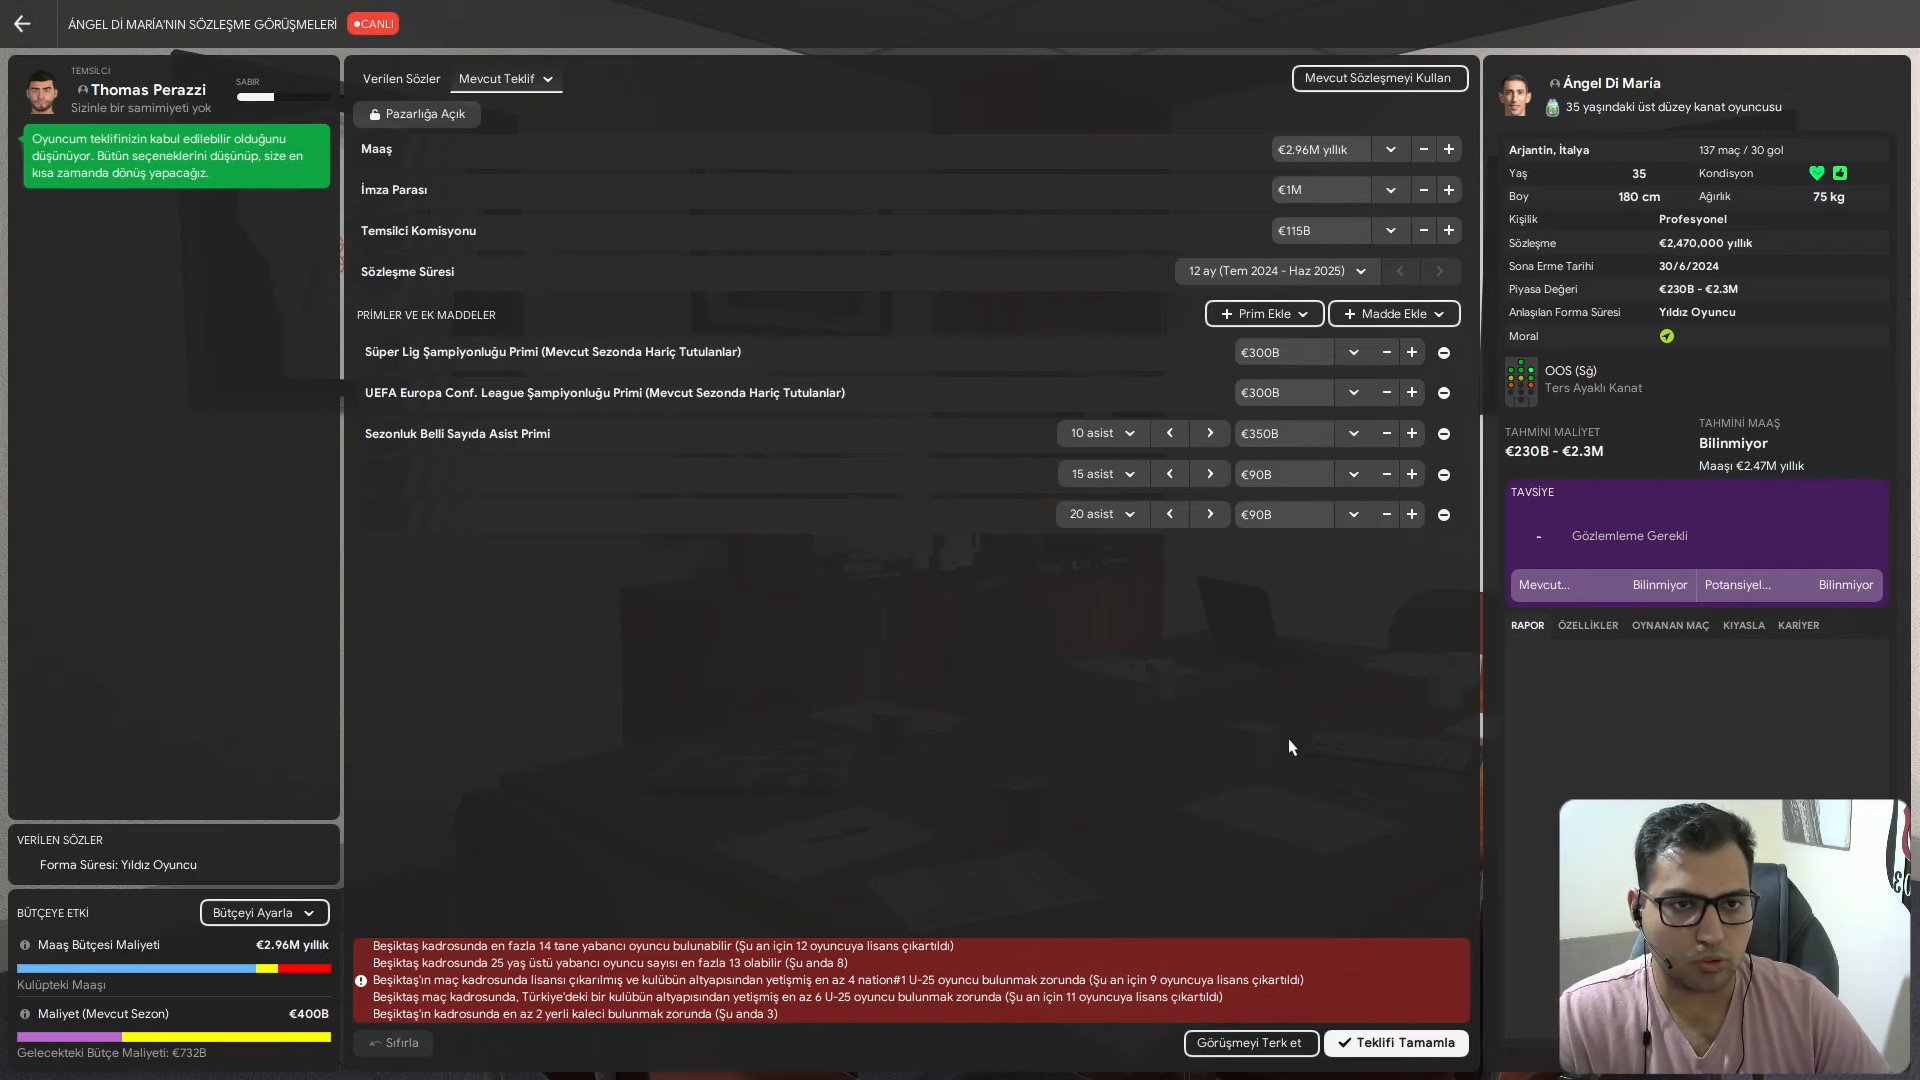 ÁNGEL DI MARÍA'NIN SÖZLEŞME GÖRÜŞMELERİ
CANLI
TEMSİLCİ
Thomas Perazzi
Sizinle bir samimiyeti yok
SABIR
Oyuncum teklifinizin kabul edilebilir olduğunu
düşünüyor. Bütün seçeneklerini düşünüp, size en
kısa zamanda dönüş yapacağız.
VERİLEN SÖZLER
Forma Süresi: Yıldız Oyuncu
BÜTÇEYE ETKİ
Bütçeyi Ayarla
Maaş Bütçesi Maliyeti €2.96M yıllık
Kulüpteki Maaşı
Maliyet (Mevcut Sezon) €400B
Gelecekteki Bütçe Maliyeti: €732B
Verilen Sözler Mevcut Teklif
Mevcut Sözleşmeyi Kullan
Pazarlığa Açık
Maaş €2.96M yıllık
İmza Parası €1M
Temsilci Komisyonu €115B
Sözleşme Süresi 12 ay (Tem 2024 - Haz 2025)
PRİMLER VE EK MADDELER
Prim Ekle
Madde Ekle
Süper Lig Şampiyonluğu Primi (Mevcut Sezonda Hariç Tutulanlar) €300B
UEFA Europa Conf. League Şampiyonluğu Primi (Mevcut Sezonda Hariç Tutulanlar) €300B
Sezonluk Belli Sayıda Asist Primi 10 asist €350B
15 asist €90B
20 asist €90B
Beşiktaş kadrosunda en fazla 14 tane yabancı oyuncu bulunabilir (Şu an için 12 oyuncuya lisans çıkartıldı)
Beşiktaş kadrosunda 25 yaş üstü yabancı oyuncu sayısı en fazla 13 olabilir (Şu anda 8)
Beşiktaş'ın maç kadrosunda lisansı çıkarılmış ve kulübün altyapısından yetişmiş en az 4 nation#1 U-25 oyuncu bulunmak zorunda (Şu an için 9 oyuncuya lisans çıkartıldı)
Beşiktaş maç kadrosunda, Türkiye'deki bir kulübün altyapısından yetişmiş en az 6 U-25 oyuncu bulunmak zorunda (Şu an için 11 oyuncuya lisans çıkartıldı)
Beşiktaş'ın kadrosunda en az 2 yerli kaleci bulunmak zorunda (Şu anda 3)
Sıfırla
Görüşmeyi Terk et
Teklifi Tamamla
Ángel Di María
35 yaşındaki üst düzey kanat oyuncusu
Arjantin, İtalya 137 maç / 30 gol
Yaş 35 Kondisyon
Boy 180 cm Ağırlık 75 kg
Kişilik Profesyonel
Sözleşme €2,470,000 yıllık
Sona Erme Tarihi 30/6/2024
Piyasa Değeri €230B - €2.3M
Anlaşılan Forma Süresi Yıldız Oyuncu
Moral
OOS (Sğ)
Ters Ayaklı Kanat
TAHMİNİ MALİYET
€230B - €2.3M
TAHMİNİ MAAŞ
Bilinmiyor
Maaşı €2.47M yıllık
TAVSİYE
- Gözlemleme Gerekli
Mevcut... Bilinmiyor Potansiyel... Bilinmiyor
RAPOR ÖZELLİKLER OYNANAN MAÇ KIYASLA KARİYER